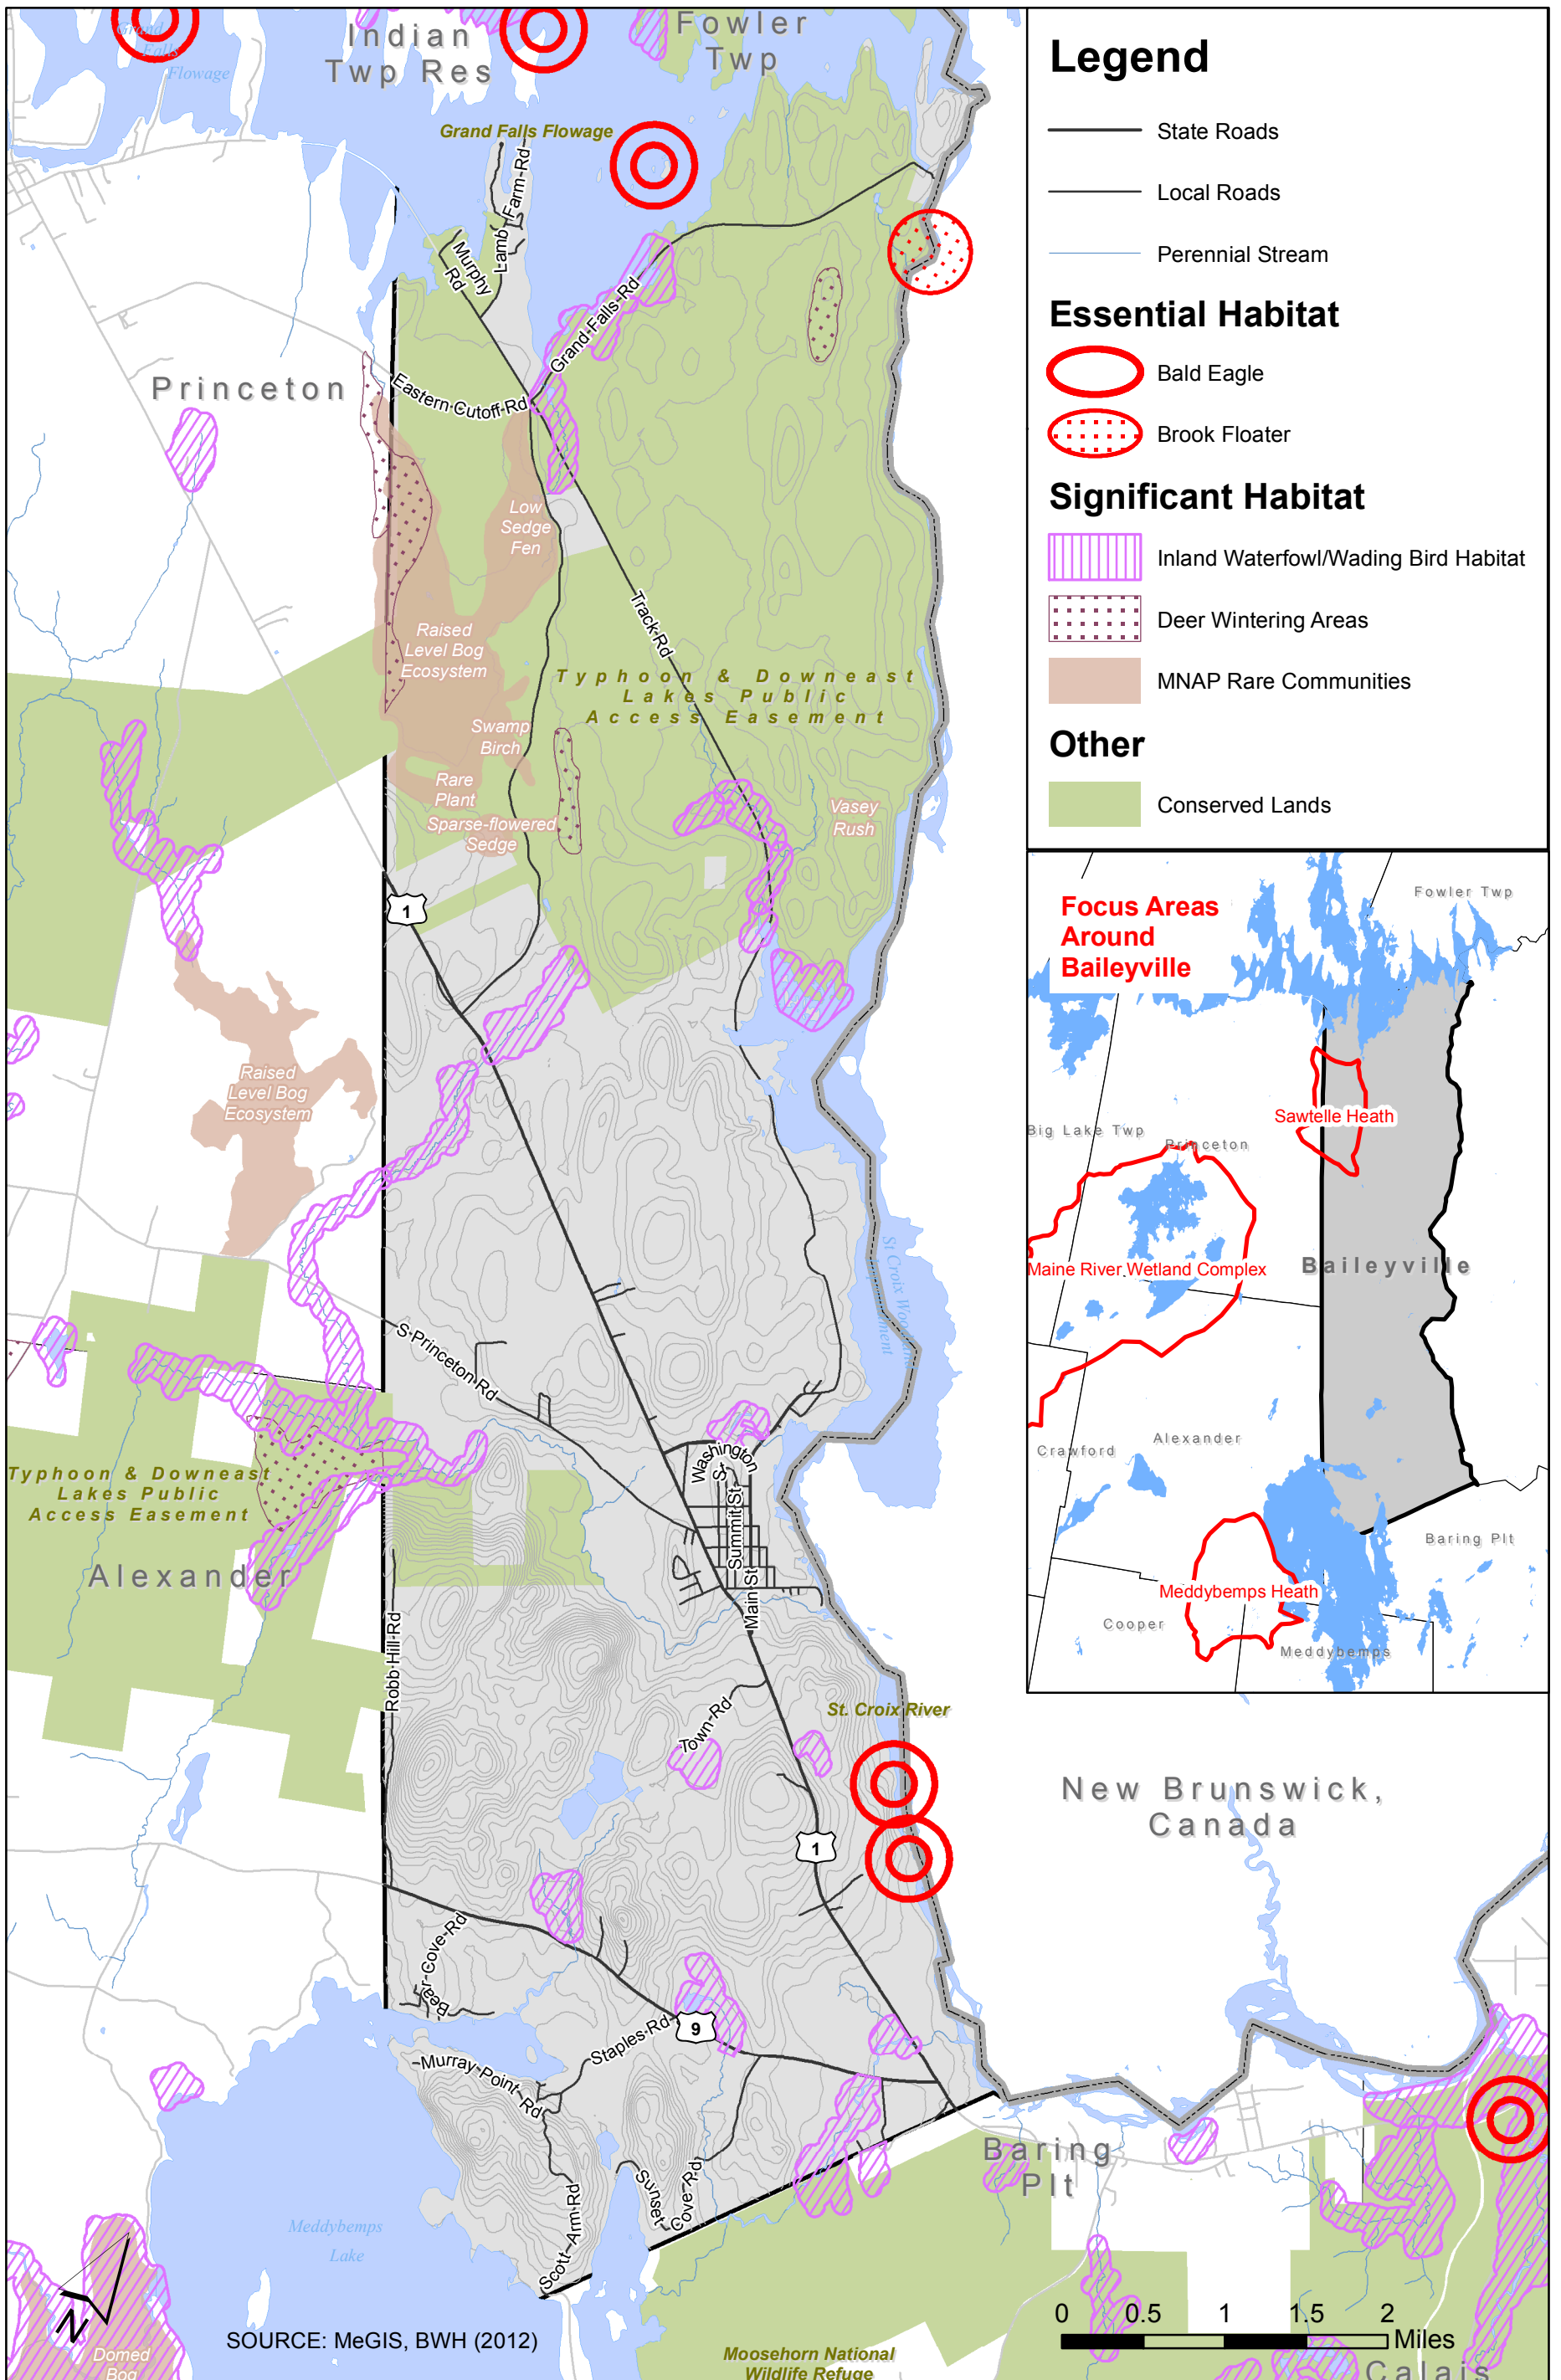 Grand
Falls
Flowage
Indian
Twp Res
Fowler
Twp
Grand Falls Flowage
Lamb Farm Rd
Murphy
Rd
Grand Falls Rd
Princeton
Eastern Cutoff Rd
Low
Sedge
Fen
Track Rd
Raised
Level Bog
Ecosystem
Typhoon & Downeast
Lakes Public
Access Easement
Swamp
Birch
Rare
Plant
Sparse-flowered
Sedge
Vasey
Rush
1
Raised
Level Bog
Ecosystem
St Croix
S Princeton Rd
Washington
St
Summit St
Main St
Typhoon & Downeast
Lakes Public
Access Easement
Alexander
Robb Hill Rd
Town Rd
St. Croix River
1
New Brunswick,
Canada
Bear Cove Rd
9
Staples Rd
Murray Point Rd
Scott Arm Rd
Sunset
Cove Rd
Baring
Plt
Meddybemps
Lake
N
Domed
Bog
SOURCE: MeGIS, BWH (2012)
Moosehorn National
Wildlife Refuge
0 0.5 1 1.5 2
Miles
Calais
Legend
State Roads
Local Roads
Perennial Stream
Essential Habitat
Bald Eagle
Brook Floater
Significant Habitat
Inland Waterfowl/Wading Bird Habitat
Deer Wintering Areas
MNAP Rare Communities
Other
Conserved Lands
Focus Areas
Around
Baileyville
Fowler Twp
Sawtelle Heath
Big Lake Twp
Princeton
Maine River Wetland Complex
Baileyville
Crawford
Alexander
Baring Plt
Meddybemps Heath
Cooper
Meddybemps